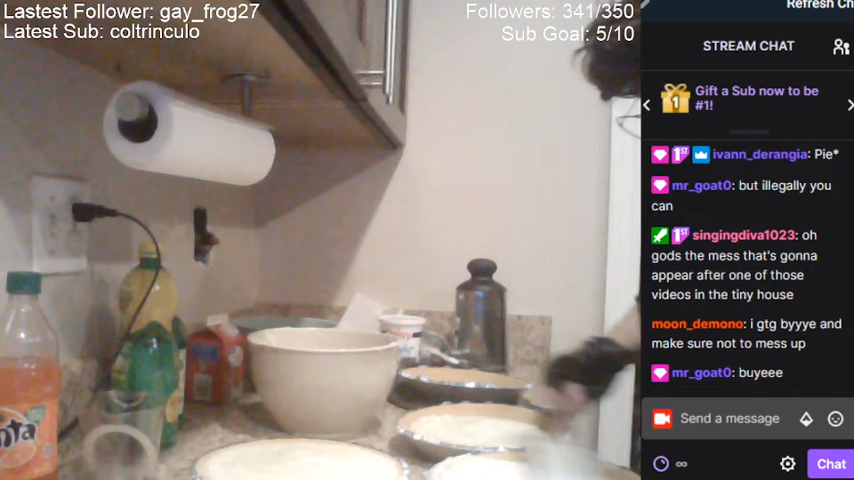 Lastest Follower: gay_frog27
Latest Sub: coltrinculo
Followers: 341/350
Sub Goal: 5/10
Refresh Ch
STREAM CHAT
Gift a Sub now to be
#1!
ivann_derangia: Pie*
mr_goat0: but illegally you
can
singingdiva1023: oh
gods the mess that's gonna
appear after one of those
videos in the tiny house
moon_demono: i gtg byyye and
make sure not to mess up
mr_goat0: buyeee
Send a message
∞
Chat
nta